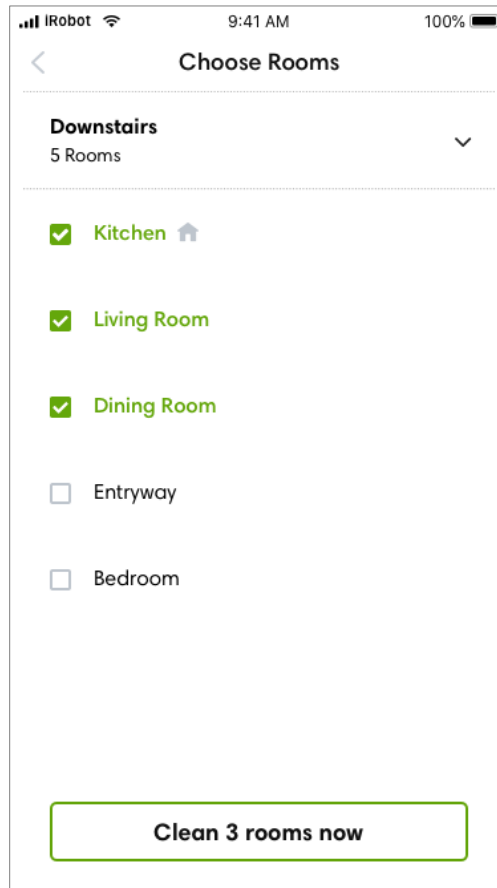 iRobot 9:41 AM 100%
Choose Rooms
Downstairs
5 Rooms
Kitchen
Living Room
Dining Room
Entryway
Bedroom
Clean 3 rooms now